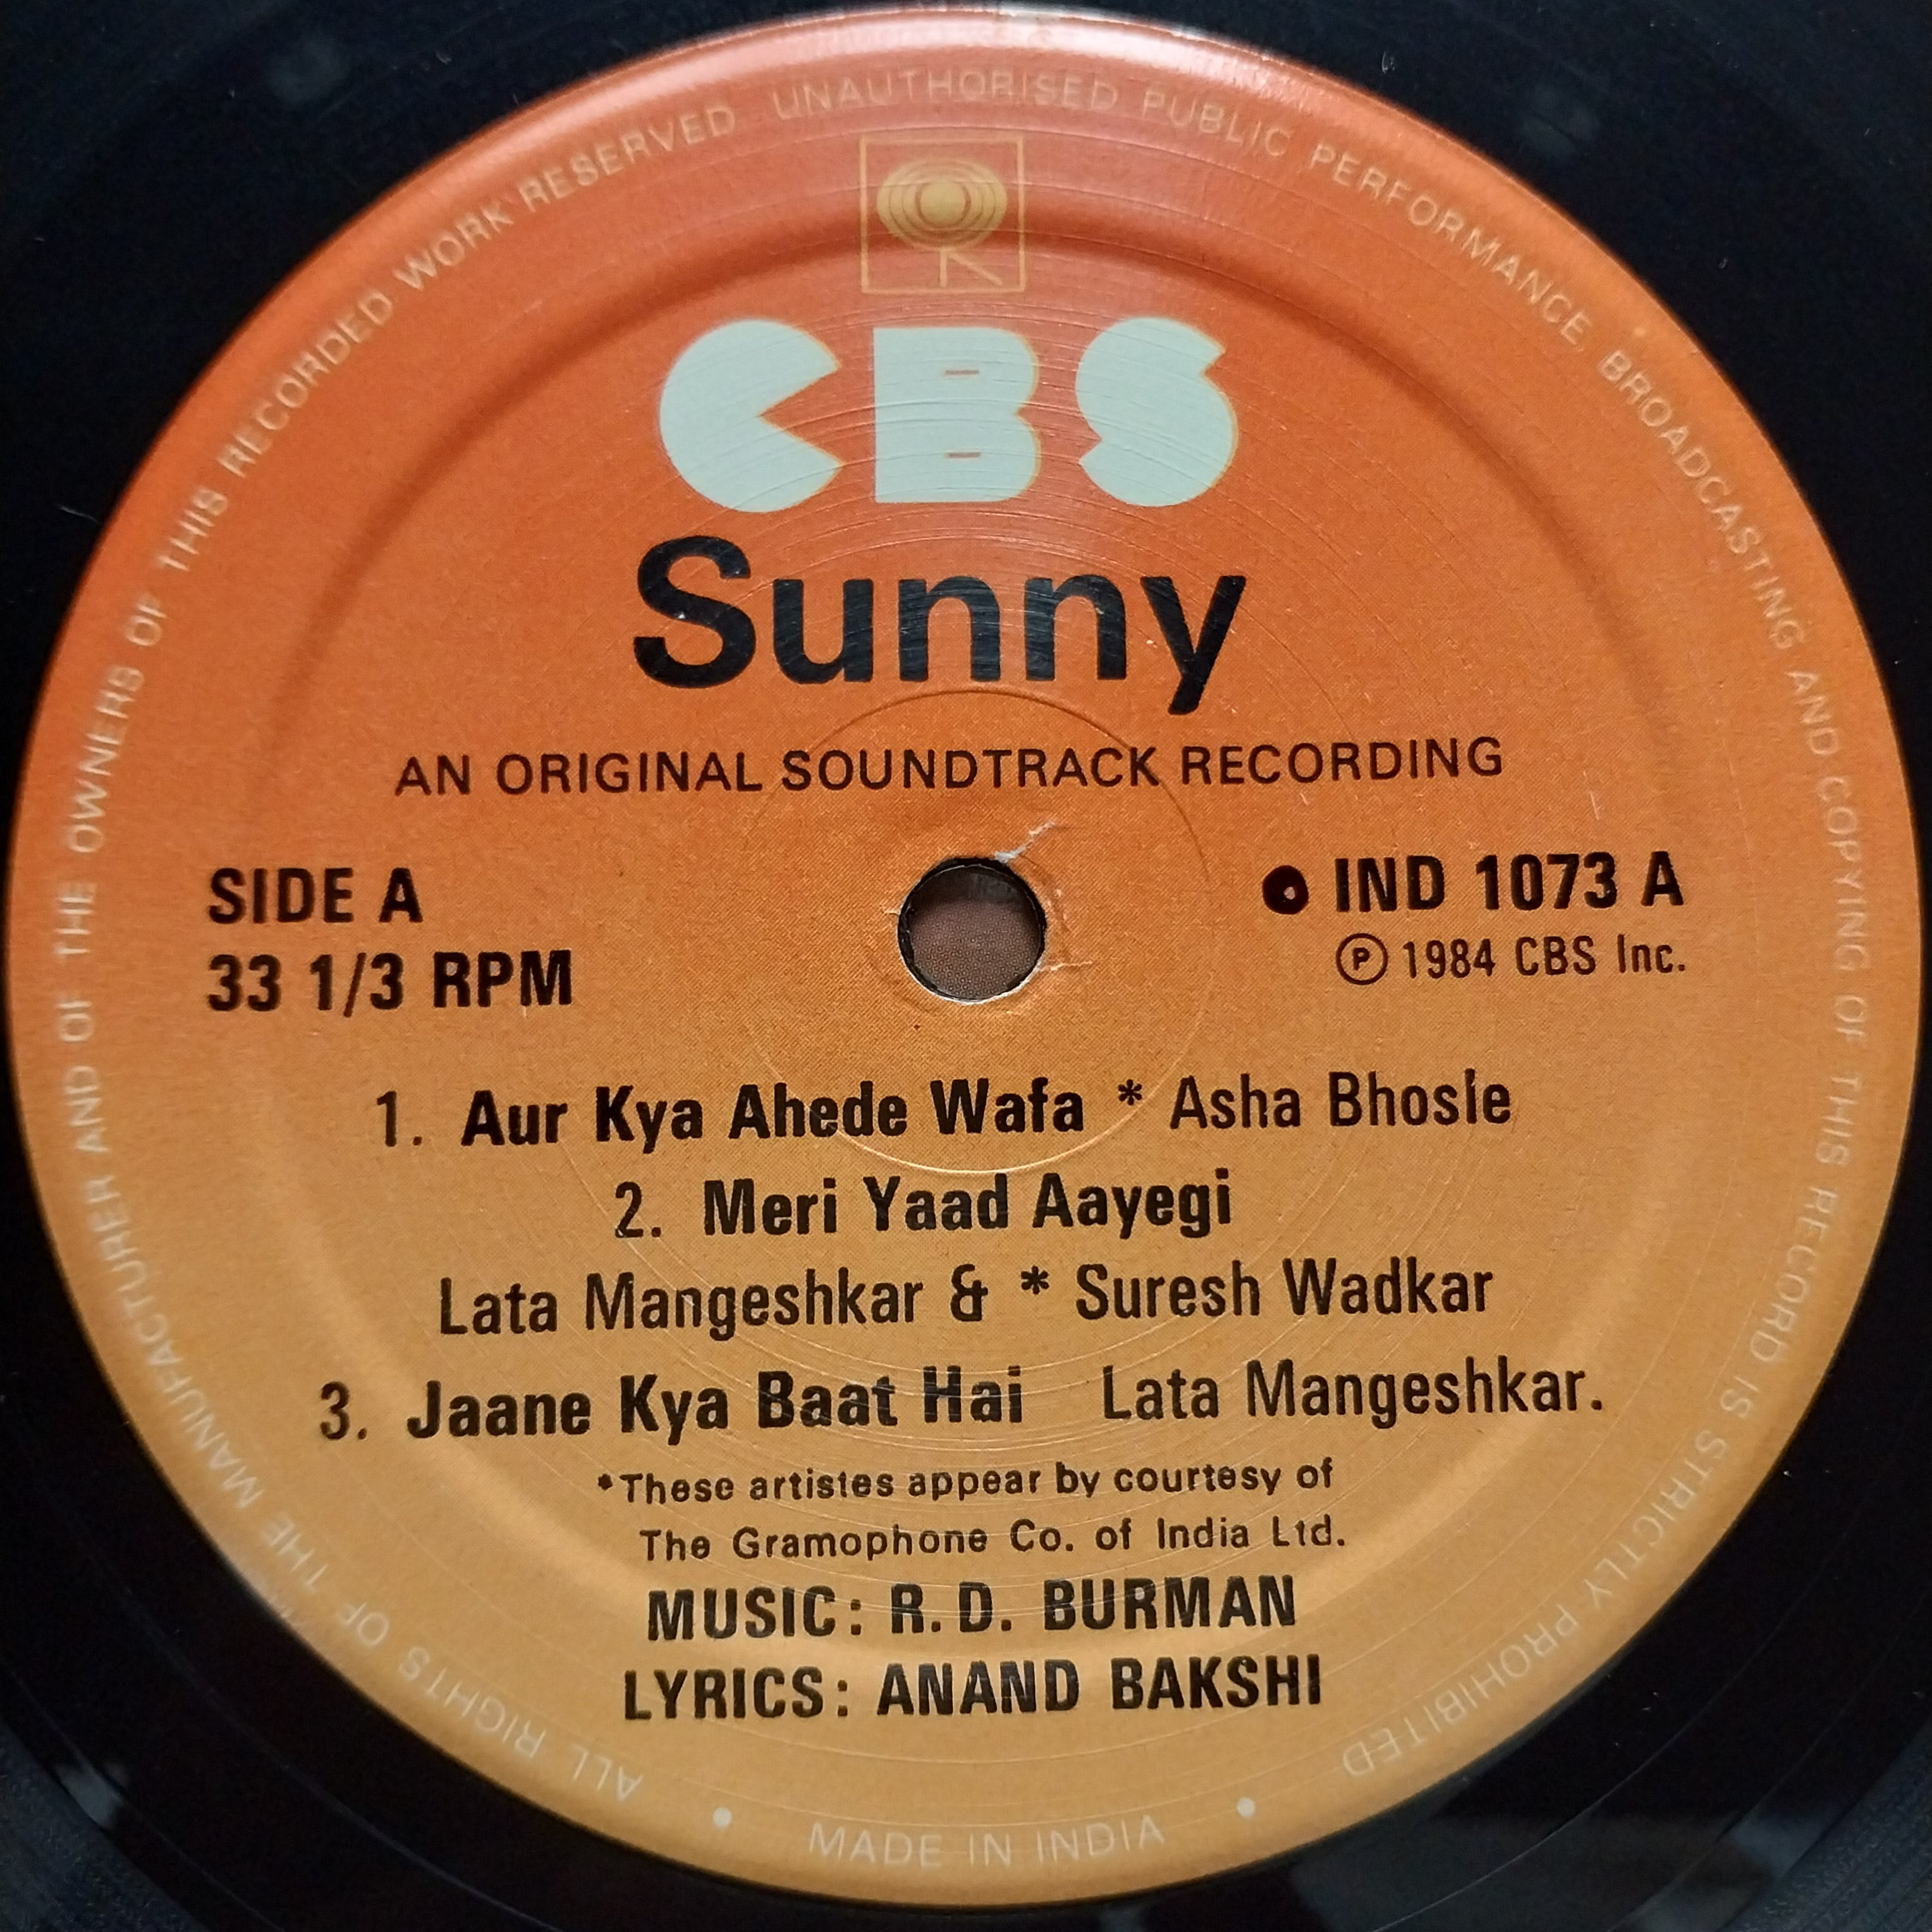 ALL RIGHTS OF THE MANUFACTURER AND OF THE OWNERS OF THIS RECORDED WORK RESERVED UNAUTHORISED PUBLIC PERFORMANCE BROADCASTING AND COPYING OF THIS RECORD IS STRICTLY PROHIBITED
CBS
Sunny
AN ORIGINAL SOUNDTRACK RECORDING
SIDE A
33 1/3 RPM
IND 1073 A
℗ 1984 CBS Inc.
1. Aur Kya Ahede Wafa * Asha Bhosle
2. Meri Yaad Aayegi
Lata Mangeshkar & * Suresh Wadkar
3. Jaane Kya Baat Hai Lata Mangeshkar.
*These artistes appear by courtesy of
The Gramophone Co. of India Ltd.
MUSIC: R. D. BURMAN
LYRICS: ANAND BAKSHI
• MADE IN INDIA •